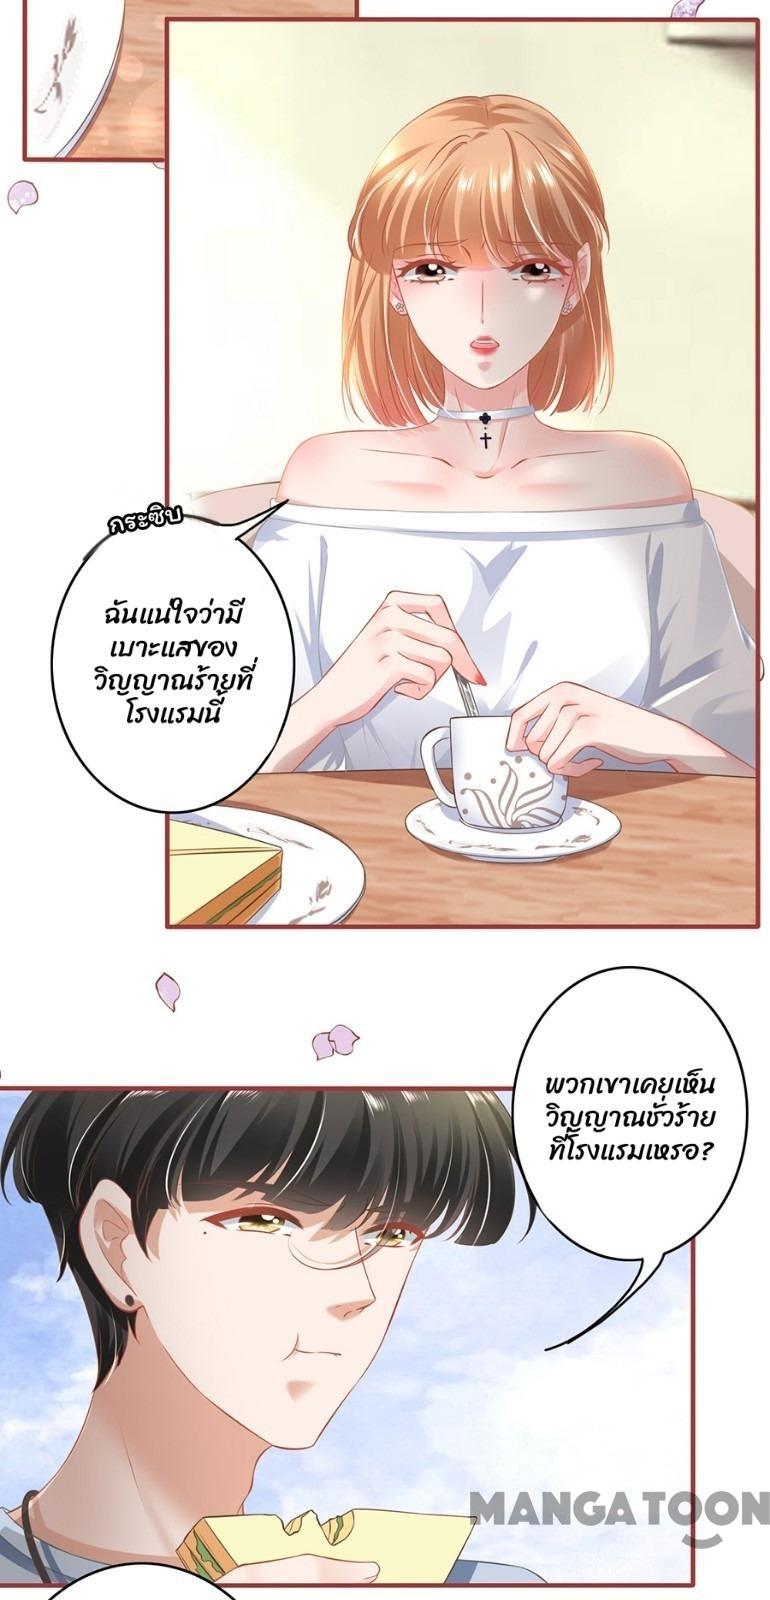 กระซิบ
ฉันแน่ใจว่ามี
เบาะแสของ
วิญญาณร้ายที่
โรงแรมนี้
พวกเขาเคยเห็น
วิญญาณชั่วร้าย
ที่โรงแรมเหรอ?
MANGATOON